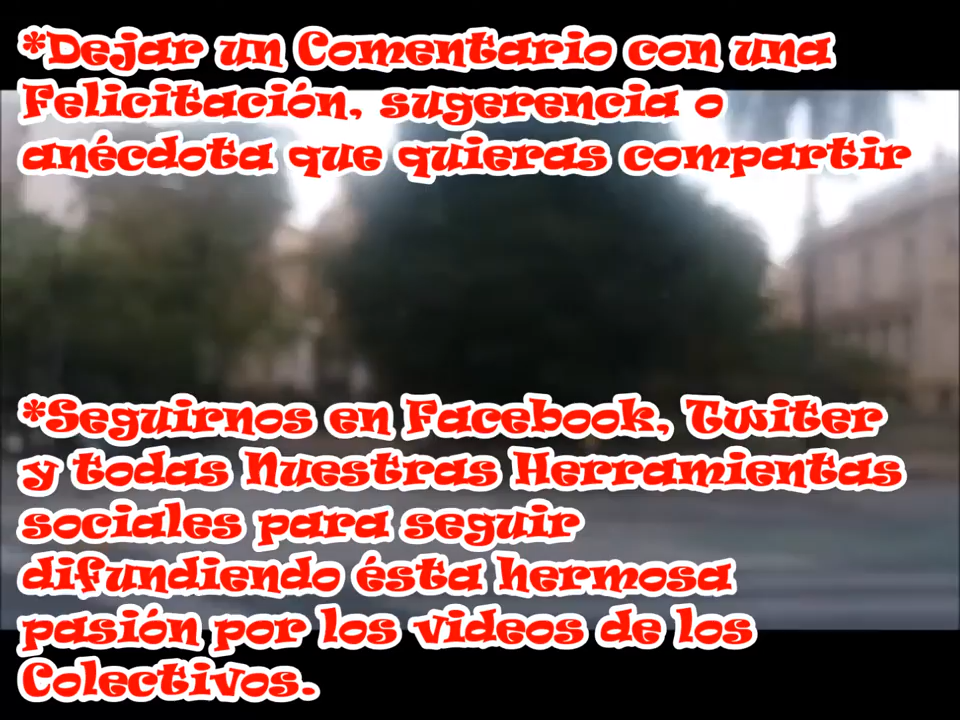 *Dejar un Comentario con una
Felicitación, sugerencia o
anécdota que quieras compartir
*Seguirnos en Facebook, Twiter
y todas Nuestras Herramientas
sociales para seguir
difundiendo ésta hermosa
pasión por los videos de los
Colectivos.